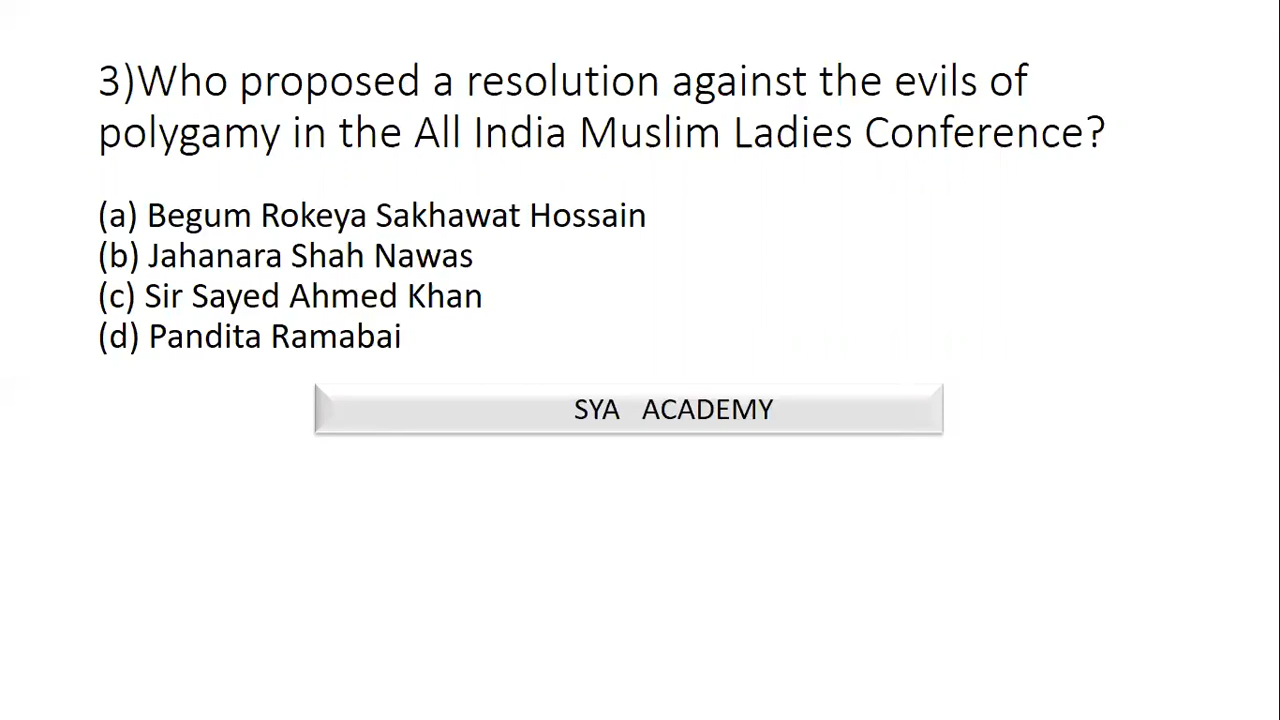 3)Who proposed a resolution against the evils of
polygamy in the All India Muslim Ladies Conference?
(a) Begum Rokeya Sakhawat Hossain
(b) Jahanara Shah Nawas
(c) Sir Sayed Ahmed Khan
(d) Pandita Ramabai
SYA ACADEMY